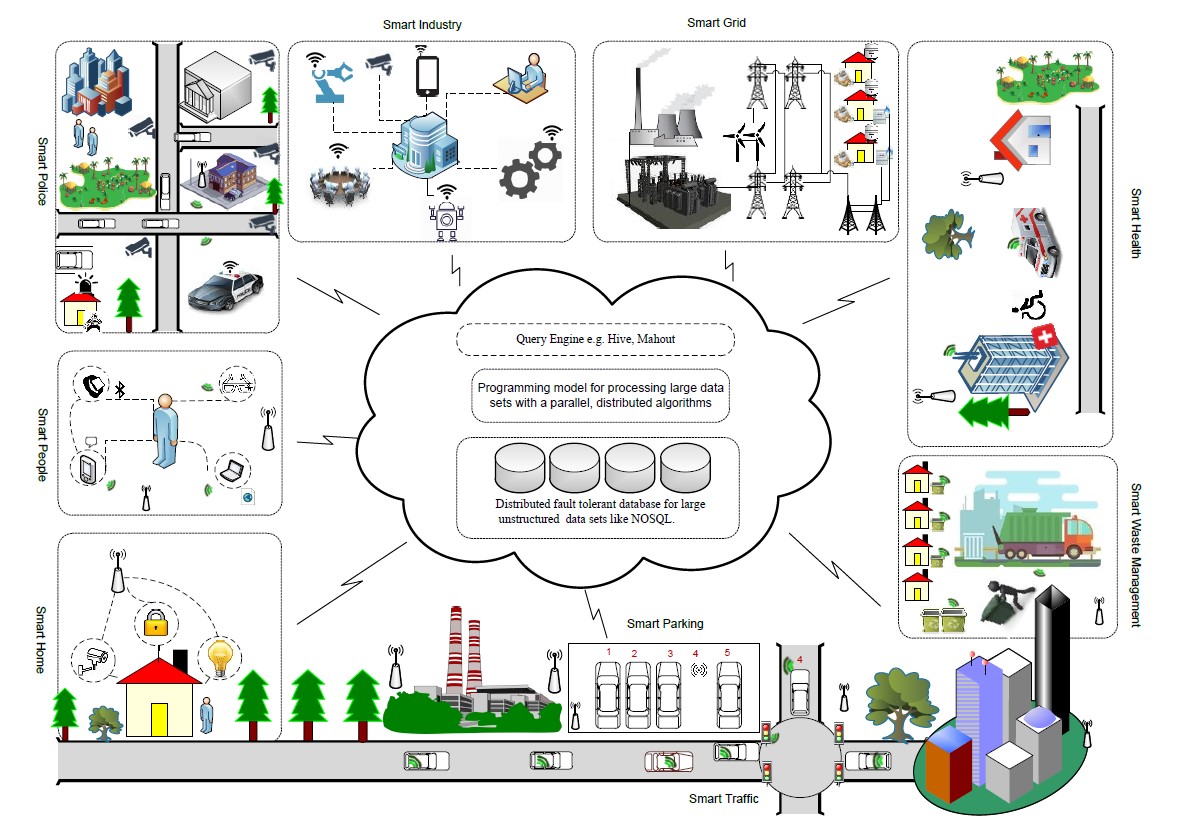 Smart Industry
Smart Grid
Smart Police
Smart Health
POLICE
Query Engine e.g. Hive, Mahout
Programming model for processing large data
sets with a parallel, distributed algorithms
Smart People
Distributed fault tolerant database for large
unstructured data sets like NOSQL.
Smart Waste Management
Smart Home
Smart Parking
1 2 3 4 5
4
Smart Traffic